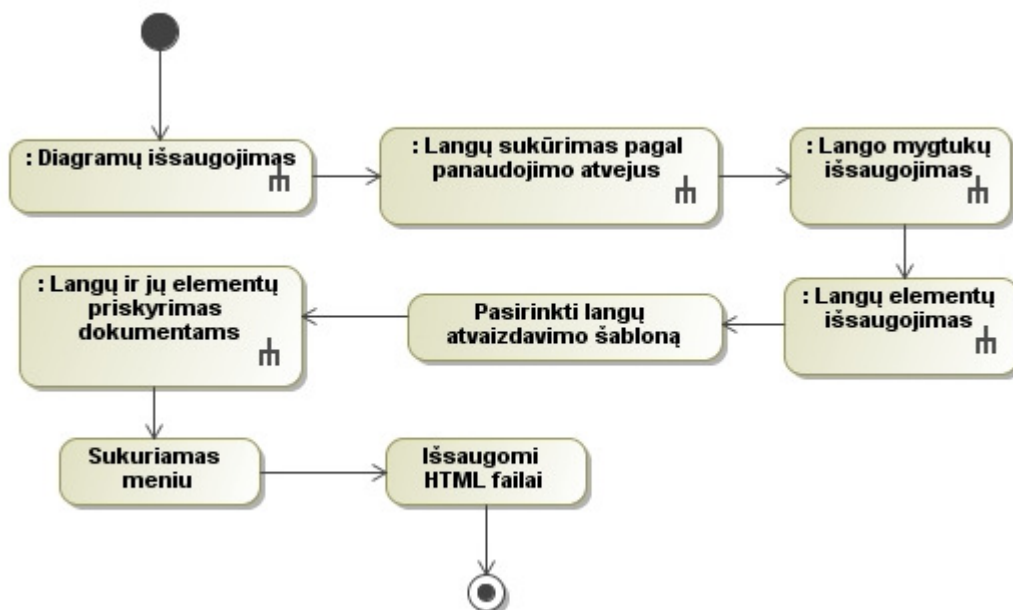 : Diagramų išsaugojimas
: Langų sukūrimas pagal
panaudojimo atvejus
: Lango mygtukų
išsaugojimas
: Langų elementų
išsaugojimas
Pasirinkti langų
atvaizdavimo šabloną
: Langų ir jų elementų
priskyrimas
dokumentams
Sukuriamas
meniu
Išsaugomi
HTML failai